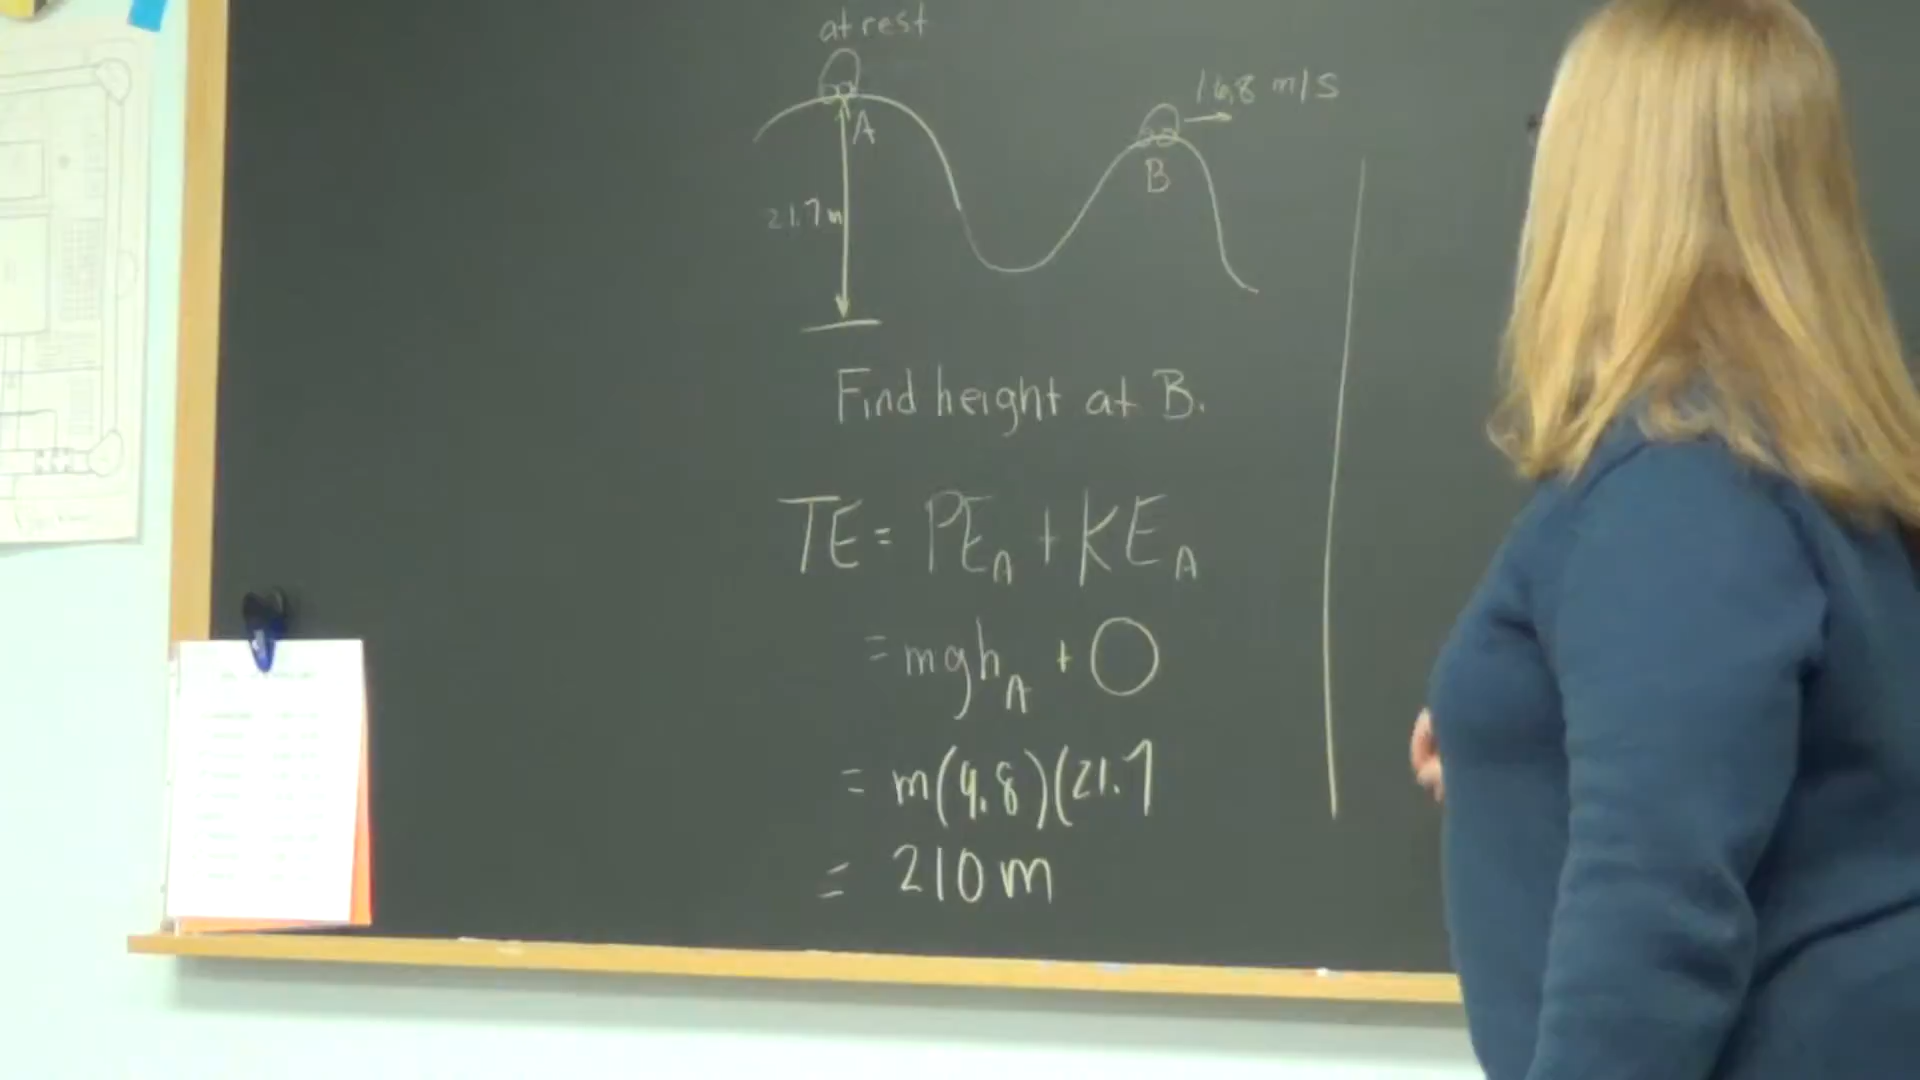 at rest
16.8 m/s
A
B
21.7 m
Find height at B.
TE = PE_A + KE_A
= mgh_A + 0
= m(9.8)(21.7
= 210 m